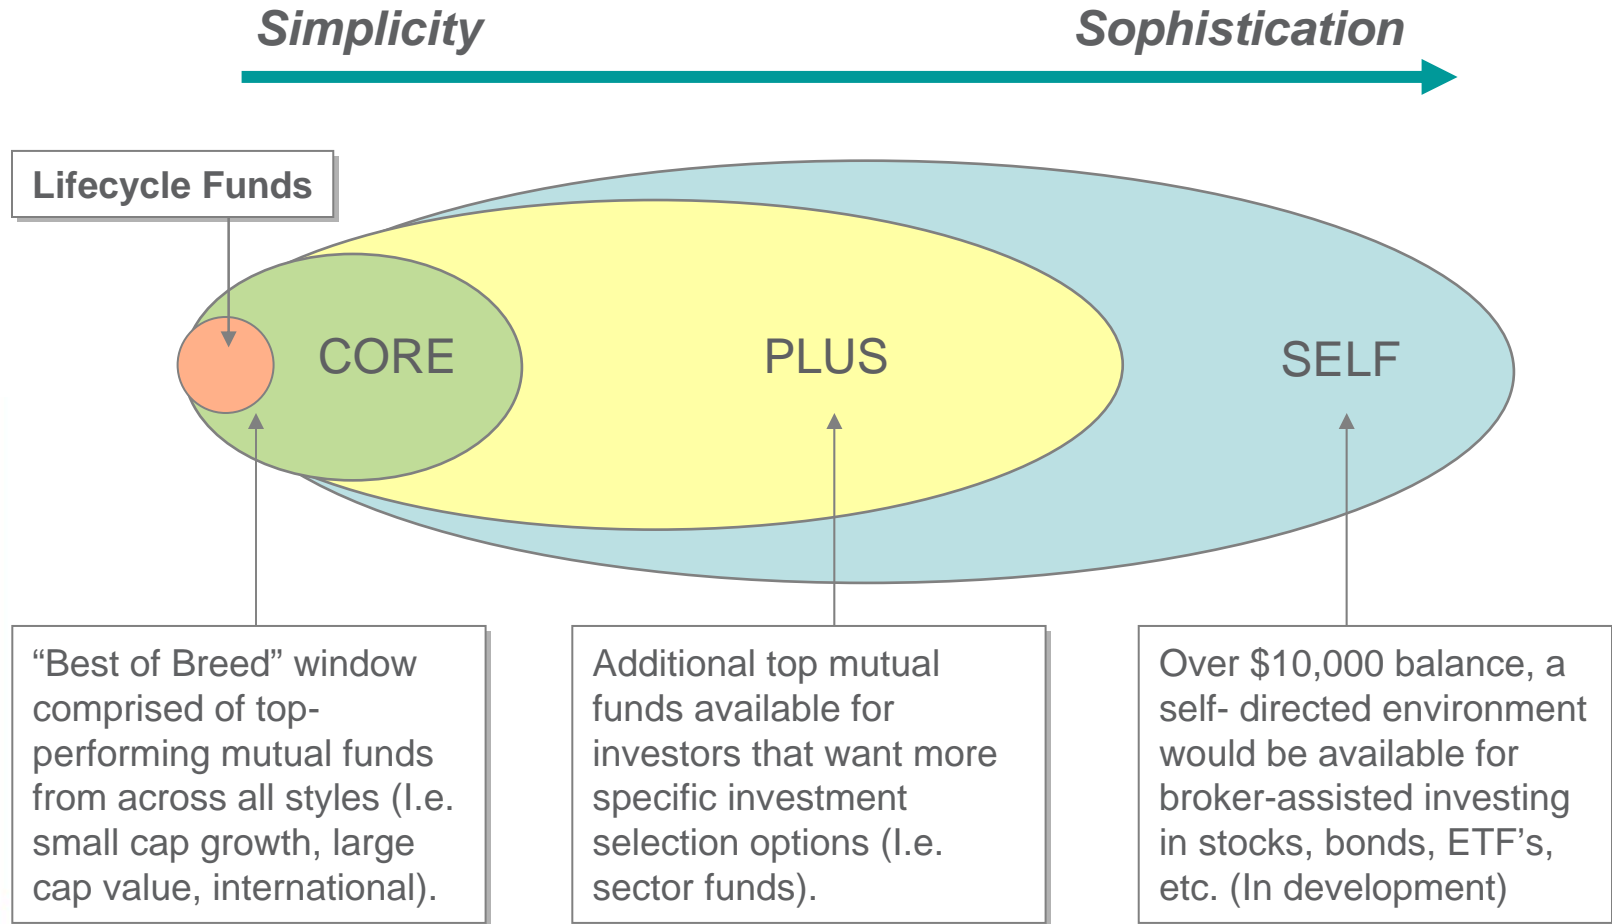 Simplicity
Sophistication
Lifecycle Funds
CORE
PLUS
SELF
“Best of Breed” window
comprised of top-
performing mutual funds
from across all styles (I.e.
small cap growth, large
cap value, international).
Additional top mutual
funds available for
investors that want more
specific investment
selection options (I.e.
sector funds).
Over $10,000 balance, a
self- directed environment
would be available for
broker-assisted investing
in stocks, bonds, ETF’s,
etc. (In development)